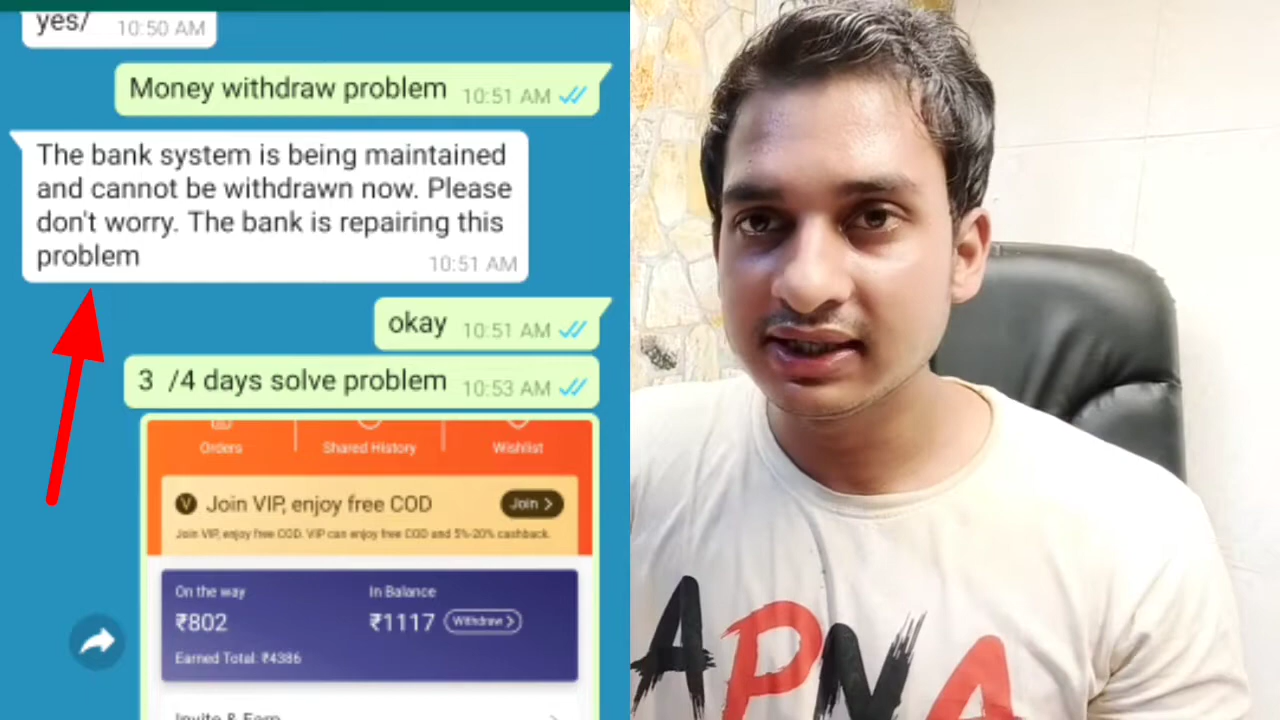 yes/ 10:50 AM
Money withdraw problem 10:51 AM
The bank system is being maintained
and cannot be withdrawn now. Please
don't worry. The bank is repairing this
problem 10:51 AM
okay 10:51 AM
3 /4 days solve problem 10:53 AM
Orders Shared History Wishlist
V Join VIP, enjoy free COD Join >
Join VIP, enjoy free COD. VIP can enjoy free COD and 5%-20% cashback.
On the way In Balance
₹802 ₹1117 Withdraw >
Earned Total: ₹4386
Invite & Earn >
APNA